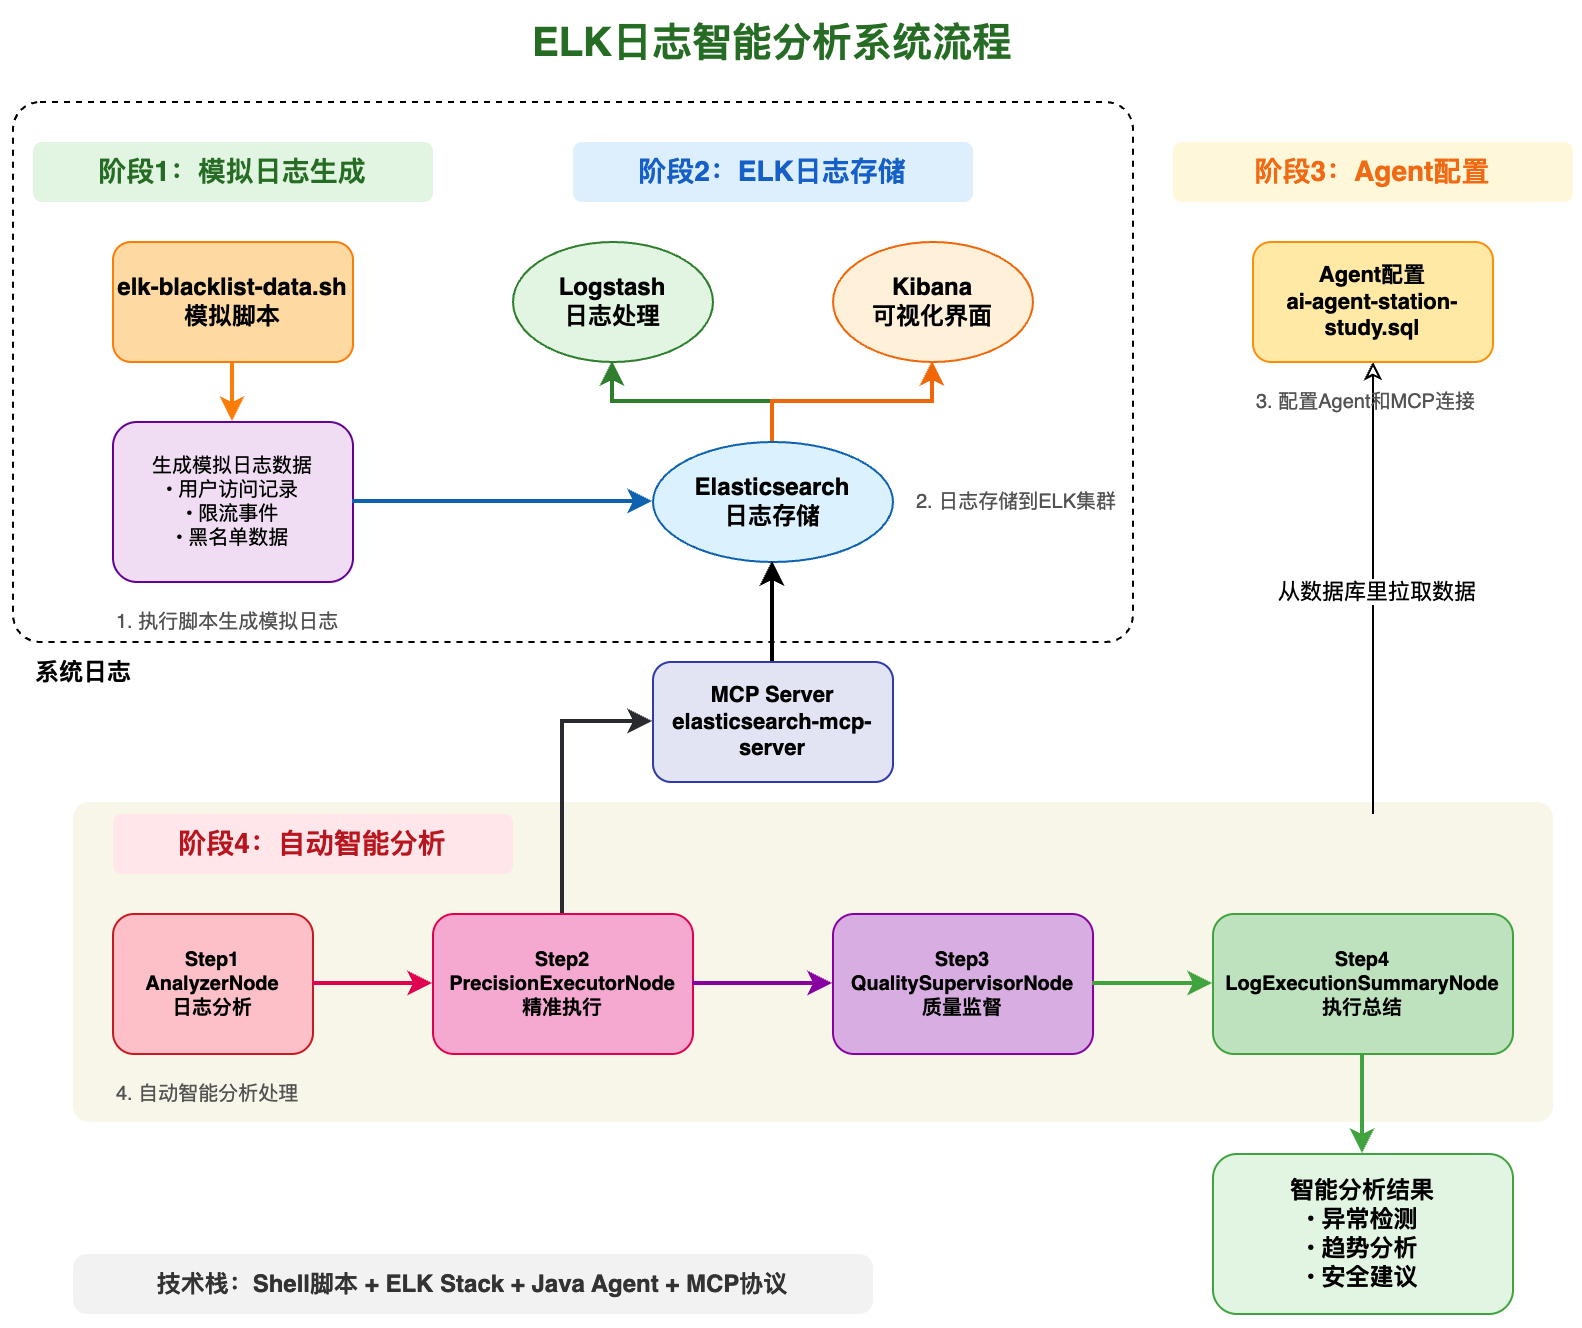 ELK日志智能分析系统流程
阶段1：模拟日志生成
阶段2：ELK日志存储
阶段3：Agent配置
elk-blacklist-data.sh
模拟脚本
Logstash
日志处理
Kibana
可视化界面
Agent配置
ai-agent-station-
study.sql
3. 配置Agent和MCP连接
生成模拟日志数据
• 用户访问记录
• 限流事件
• 黑名单数据
Elasticsearch
日志存储
2. 日志存储到ELK集群
从数据库里拉取数据
1. 执行脚本生成模拟日志
系统日志
MCP Server
elasticsearch-mcp-
server
阶段4：自动智能分析
Step1
AnalyzerNode
日志分析
Step2
PrecisionExecutorNode
精准执行
Step3
QualitySupervisorNode
质量监督
Step4
LogExecutionSummaryNode
执行总结
4. 自动智能分析处理
智能分析结果
• 异常检测
• 趋势分析
• 安全建议
技术栈：Shell脚本 + ELK Stack + Java Agent + MCP协议